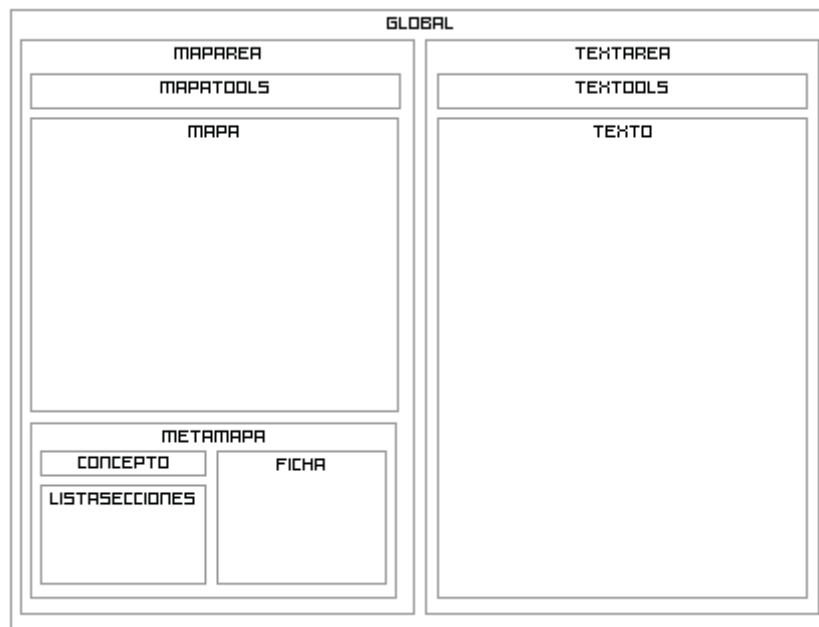 GLOBAL
MAPAREA
TEXTAREA
MAPATOOLS
TEXTOOLS
MAPA
TEXTO
METAMAPA
CONCEPTO
FICHA
LISTASECCIONES